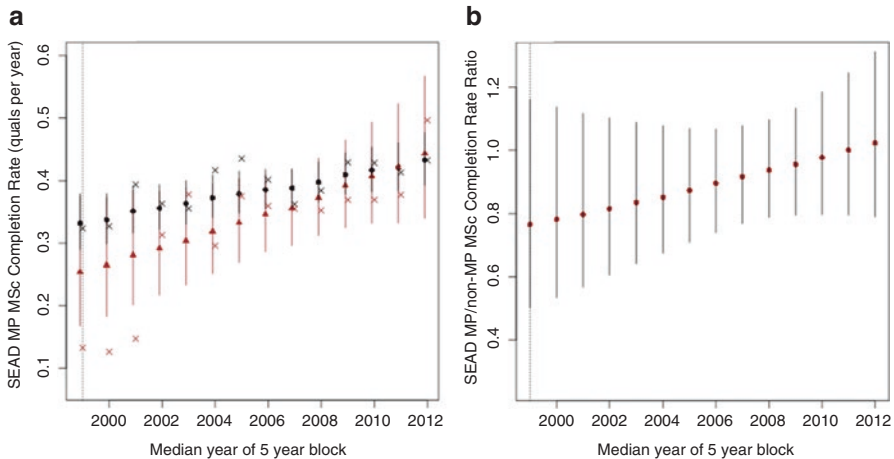 a
SEAD MP MSc Completion Rate (quals per year)
0.6
0.5
0.4
0.3
0.2
0.1
2000 2002 2004 2006 2008 2010 2012
Median year of 5 year block
b
SEAD MP/non-MP MSc Completion Rate Ratio
1.2
1.0
0.8
0.6
0.4
2000 2002 2004 2006 2008 2010 2012
Median year of 5 year block